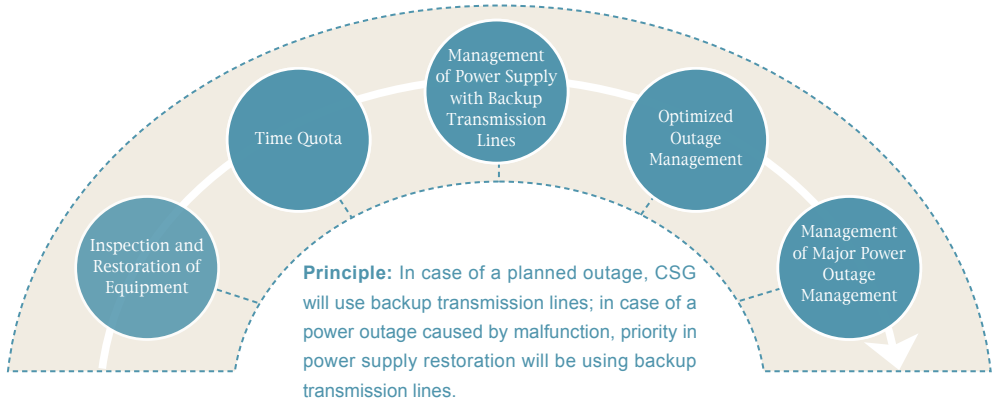 Inspection and
Restoration of
Equipment
Time Quota
Management
of Power Supply
with Backup
Transmission
Lines
Optimized
Outage
Management
Management
of Major Power
Outage
Management
Principle: In case of a planned outage, CSG
will use backup transmission lines; in case of a
power outage caused by malfunction, priority in
power supply restoration will be using backup
transmission lines.